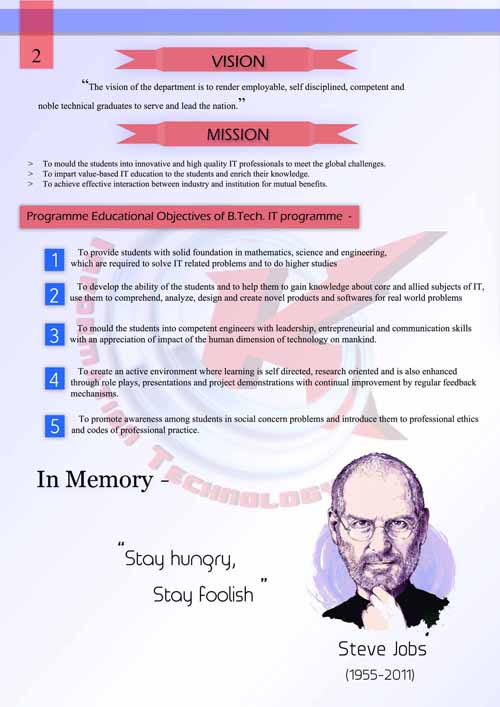 2
VISION
“The vision of the department is to render employable, self disciplined, competent and
noble technical graduates to serve and lead the nation.”
MISSION
> To mould the students into innovative and high quality IT professionals to meet the global challenges.
> To impart value-based IT education to the students and enrich their knowledge.
> To achieve effective interaction between industry and institution for mutual benefits.
Programme Educational Objectives of B.Tech. IT programme -
1 To provide students with solid foundation in mathematics, science and engineering,
which are required to solve IT related problems and to do higher studies
2 To develop the ability of the students and to help them to gain knowledge about core and allied subjects of IT,
use them to comprehend, analyze, design and create novel products and softwares for real world problems
3 To mould the students into competent engineers with leadership, entrepreneurial and communication skills
with an appreciation of impact of the human dimension of technology on mankind.
4 To create an active environment where learning is self directed, research oriented and is also enhanced
through role plays, presentations and project demonstrations with continual improvement by regular feedback
mechanisms.
5 To promote awareness among students in social concern problems and introduce them to professional ethics
and codes of professional practice.
Technology
In Memory -
“Stay hungry,
Stay foolish ”
Steve Jobs
(1955-2011)